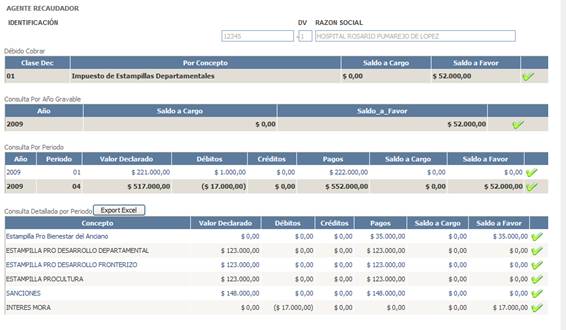 AGENTE RECAUDADOR
IDENTIFICACIÓN DV RAZON SOCIAL
12345 - 1 HOSPITAL ROSARIO PUMAREJO DE LOPEZ
Débido Cobrar
Clase Dec Por Concepto Saldo a Cargo Saldo a Favor
01 Impuesto de Estampillas Departamentales $ 0,00 $ 52.000,00
Consulta Por Año Gravable
Año Saldo a Cargo Saldo_a_Favor
2009 $ 0,00 $ 52.000,00
Consulta Por Periodo
Año Periodo Valor Declarado Débitos Créditos Pagos Saldo a Cargo Saldo a Favor
2009 01 $ 221.000,00 $ 1.000,00 $ 0,00 $ 222.000,00 $ 0,00 $ 0,00
2009 04 $ 517.000,00 ($ 17.000,00) $ 0,00 $ 552.000,00 $ 0,00 $ 52.000,00
Consulta Detallada por Periodo Export Excel
Concepto Valor Declarado Débitos Créditos Pagos Saldo a Cargo Saldo a Favor
Estampilla Pro Bienestar del Anciano $ 0,00 $ 0,00 $ 0,00 $ 35.000,00 $ 0,00 $ 35.000,00
ESTAMPILLA PRO DESARROLLO DEPARTAMENTAL $ 123.000,00 $ 0,00 $ 0,00 $ 123.000,00 $ 0,00 $ 0,00
ESTAMPILLA PRO DESARROLLO FRONTERIZO $ 123.000,00 $ 0,00 $ 0,00 $ 123.000,00 $ 0,00 $ 0,00
ESTAMPILLA PROCULTURA $ 123.000,00 $ 0,00 $ 0,00 $ 123.000,00 $ 0,00 $ 0,00
SANCIONES $ 148.000,00 $ 0,00 $ 0,00 $ 148.000,00 $ 0,00 $ 0,00
INTERES MORA $ 0,00 ($ 17.000,00) $ 0,00 $ 0,00 $ 0,00 $ 17.000,00